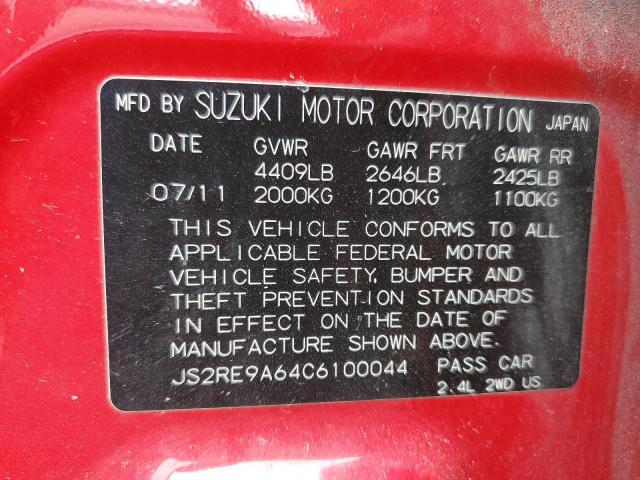 MFD BY SUZUKI MOTOR CORPORATION JAPAN
DATE GVWR GAWR FRT GAWR RR
4409LB 2646LB 2425LB
07/11 2000KG 1200KG 1100KG
THIS VEHICLE CONFORMS TO ALL
APPLICABLE FEDERAL MOTOR
VEHICLE SAFETY, BUMPER AND
THEFT PREVENTION STANDARDS
IN EFFECT ON THE DATE OF
MANUFACTURE SHOWN ABOVE.
JS2RE9A64C6100044 PASS CAR
2.4L 2WD US